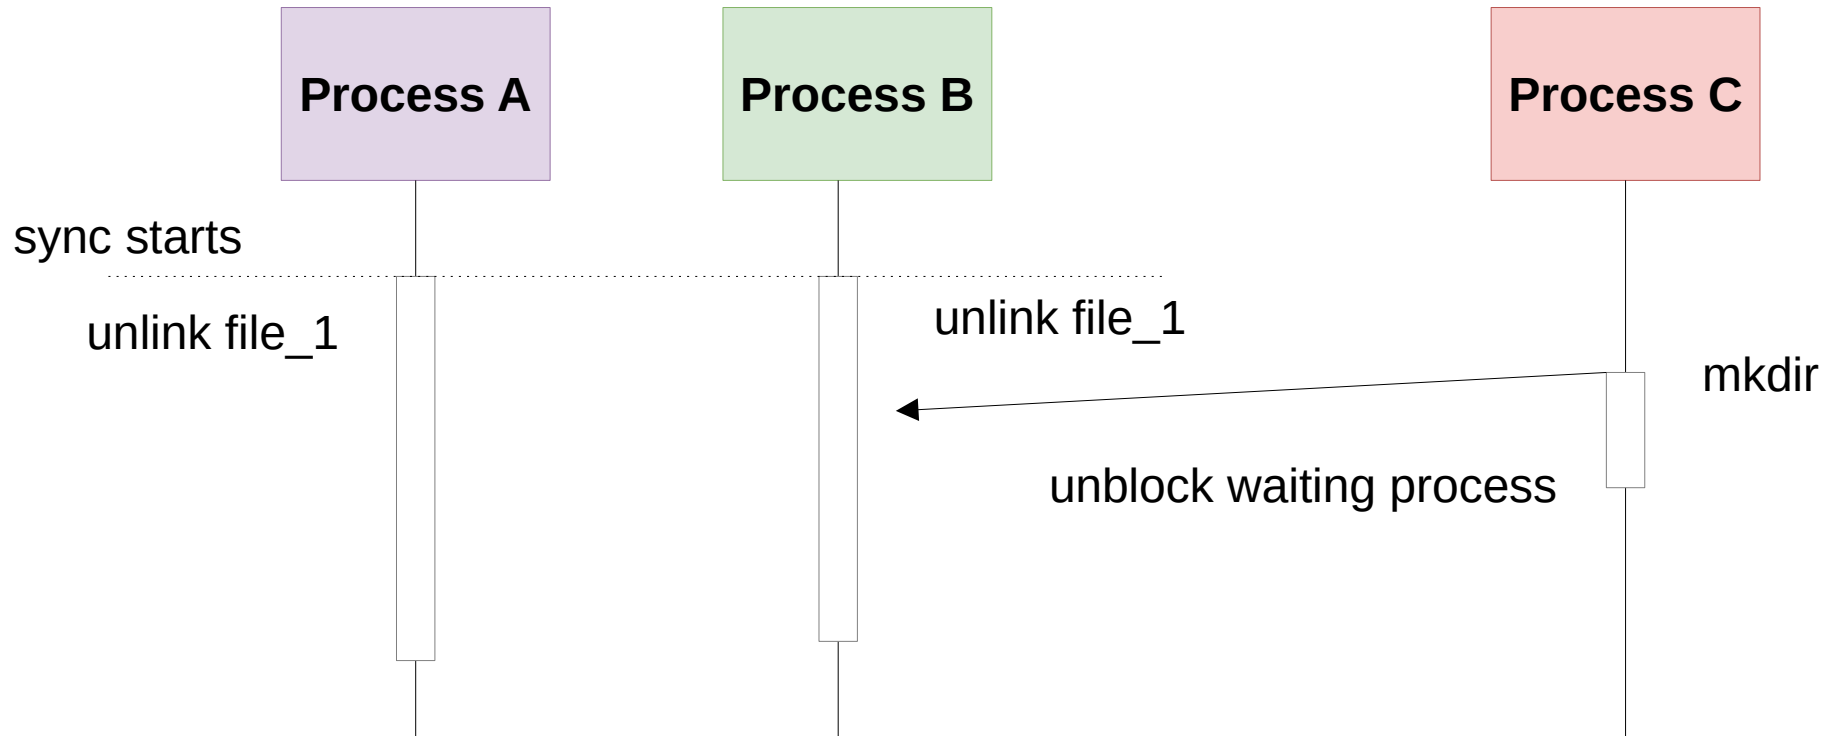 Process A
Process B
Process C
sync starts
unlink file_1
unlink file_1
mkdir
unblock waiting process